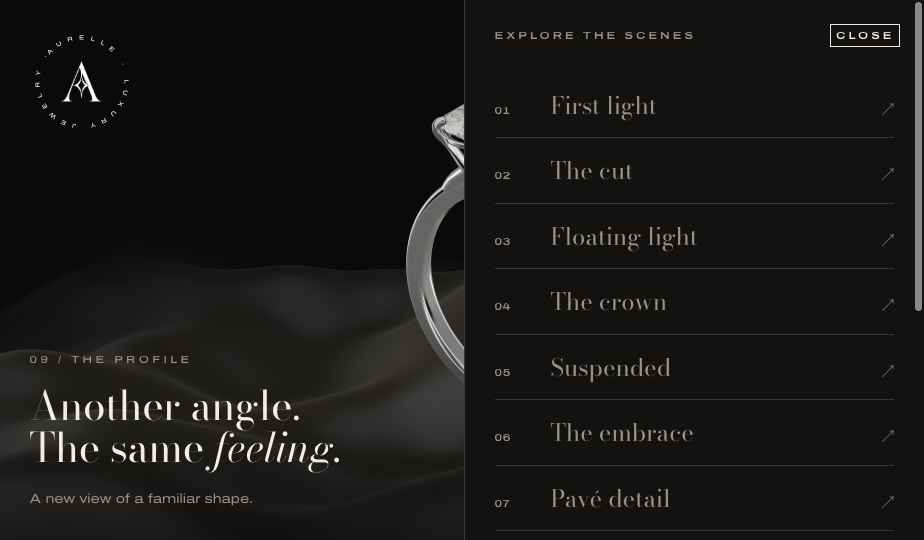 AURELLE · LUXURY JEWELRY ·
A
09 / THE PROFILE
Another angle.
The same feeling.
A new view of a familiar shape.
EXPLORE THE SCENES
CLOSE
01 First light ↗
02 The cut ↗
03 Floating light ↗
04 The crown ↗
05 Suspended ↗
06 The embrace ↗
07 Pavé detail ↗